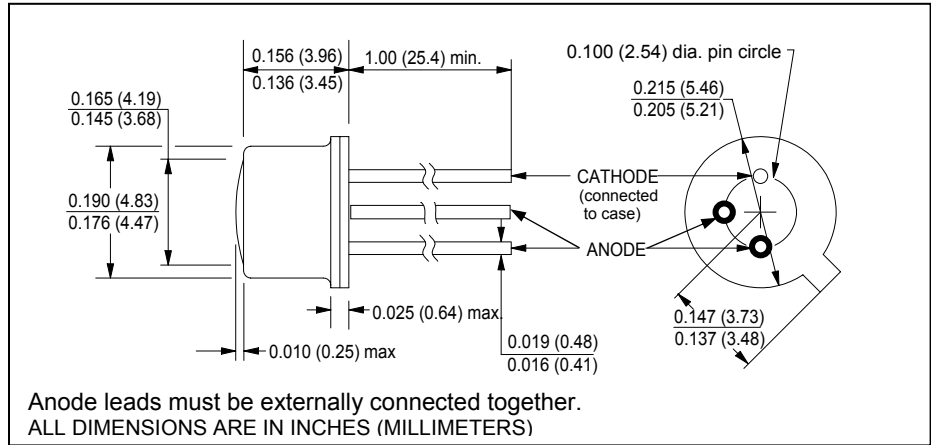 0.156 (3.96)
0.136 (3.45)
1.00 (25.4) min.
0.100 (2.54) dia. pin circle
0.215 (5.46)
0.205 (5.21)
0.165 (4.19)
0.145 (3.68)
CATHODE
(connected
to case)
0.190 (4.83)
0.176 (4.47)
ANODE
0.025 (0.64) max.
0.147 (3.73)
0.137 (3.48)
0.019 (0.48)
0.016 (0.41)
0.010 (0.25) max
Anode leads must be externally connected together.
ALL DIMENSIONS ARE IN INCHES (MILLIMETERS)